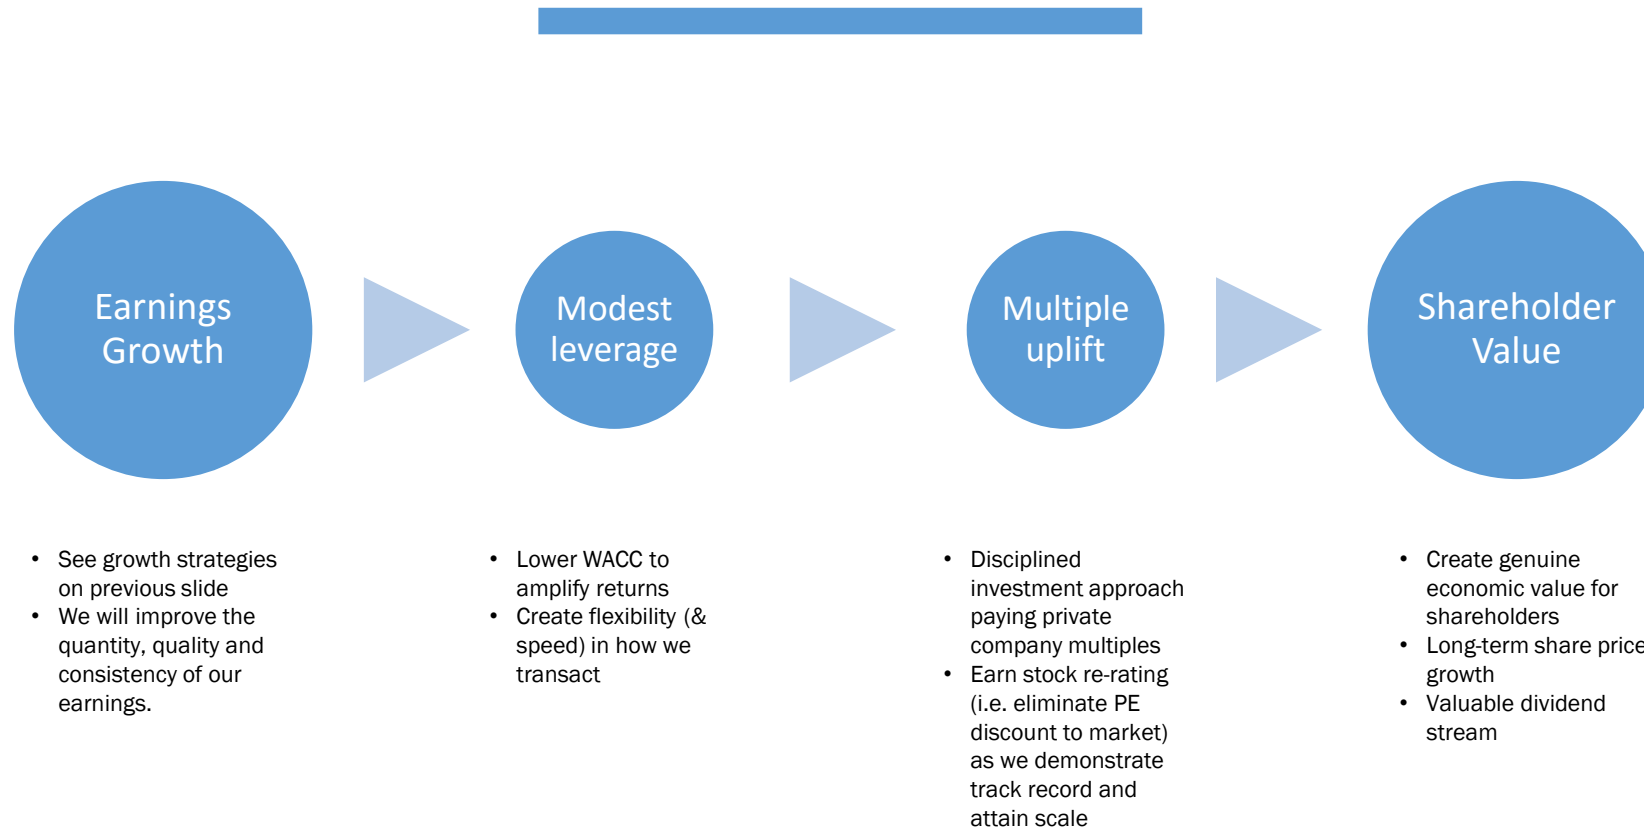 Earnings
Growth
Modest
leverage
Multiple
uplift
Shareholder
Value
• See growth strategies
on previous slide
• We will improve the
quantity, quality and
consistency of our
earnings.
• Lower WACC to
amplify returns
• Create flexibility (&
speed) in how we
transact
• Disciplined
investment approach
paying private
company multiples
• Earn stock re-rating
(i.e. eliminate PE
discount to market)
as we demonstrate
track record and
attain scale
• Create genuine
economic value for
shareholders
• Long-term share price
growth
• Valuable dividend
stream